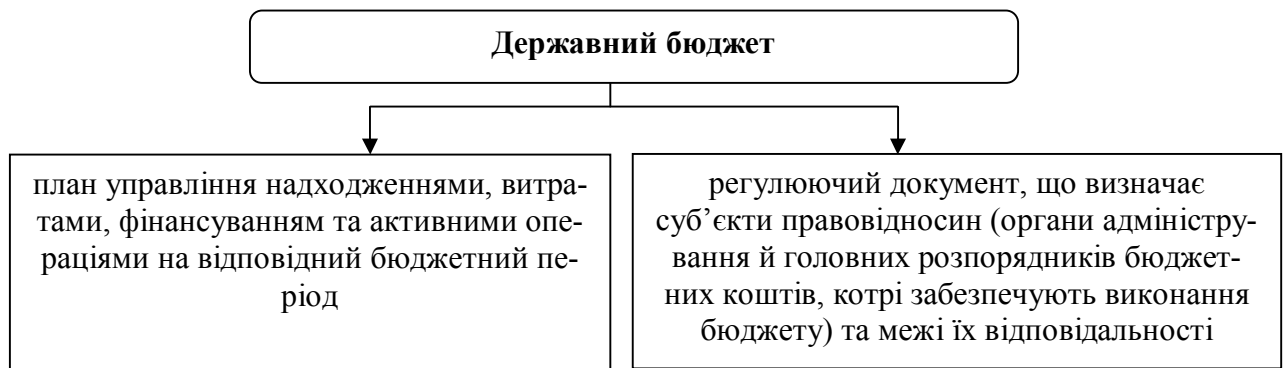 Державний бюджет
план управління надходженнями, витра-
тами, фінансуванням та активними опе-
раціями на відповідний бюджетний пе-
ріод
регулюючий документ, що визначає
суб’єкти правовідносин (органи адміністру-
вання й головних розпорядників бюджет-
них коштів, котрі забезпечують виконання
бюджету) та межі їх відповідальності